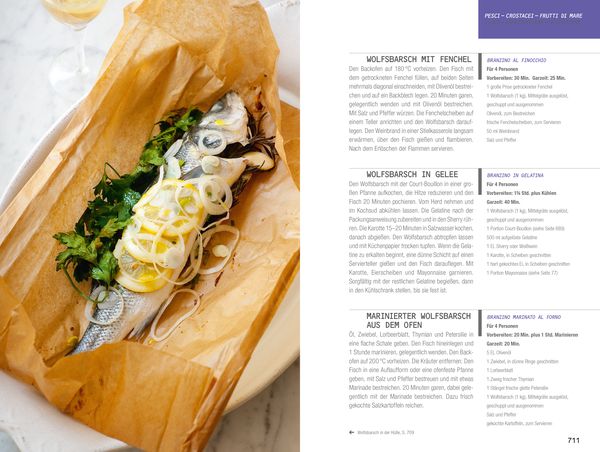 PESCI – CROSTACEI – FRUTTI DI MARE
WOLFSBARSCH MIT FENCHEL
Den Backofen auf 180 °C vorheizen. Den Fisch mit
dem getrockneten Fenchel füllen, auf beiden Seiten
mehrmals diagonal einschneiden, mit Olivenöl bestrei-
chen und auf ein Backblech legen. 20 Minuten garen,
gelegentlich wenden und mit Olivenöl bestreichen.
Mit Salz und Pfeffer würzen. Die Fenchelscheiben auf
einem Teller anrichten und den Wolfsbarsch darauf-
legen. Den Weinbrand in einer Stielkasserolle langsam
erwärmen, über den Fisch gießen und flambieren.
Nach dem Erlöschen der Flammen servieren.
BRANZINO AL FINOCCHIO
Für 4 Personen
Vorbereiten: 30 Min. Garzeit: 25 Min.
1 große Prise getrockneter Fenchel
1 Wolfsbarsch (1 kg), Mittelgräte ausgelöst,
geschuppt und ausgenommen
Olivenöl, zum Bestreichen
frische Fenchelscheiben, zum Servieren
50 ml Weinbrand
Salz und Pfeffer
WOLFSBARSCH IN GELEE
Den Wolfsbarsch mit der Court-Bouillon in einer gro-
ßen Pfanne aufkochen, die Hitze reduzieren und den
Fisch 20 Minuten pochieren. Vom Herd nehmen und
im Kochsud abkühlen lassen. Die Gelatine nach der
Packungsanweisung zubereiten und in den Sherry rüh-
ren. Die Karotte 15–20 Minuten in Salzwasser kochen,
danach abgießen. Den Wolfsbarsch abtropfen lassen
und mit Küchenpapier trocken tupfen. Wenn die Gela-
tine zu erkalten beginnt, eine dünne Schicht auf einen
Servierteller gießen und den Fisch darauflegen. Mit
Karotte, Eierscheiben und Mayonnaise garnieren.
Sorgfältig mit der restlichen Gelatine begießen, dann
in den Kühlschrank stellen, bis sie fest ist.
BRANZINO IN GELATINA
Für 4 Personen
Vorbereiten: 1¾ Std. plus Kühlen
Garzeit: 40 Min.
1 Wolfsbarsch (1 kg), Mittelgräte ausgelöst,
geschuppt und ausgenommen
1 Portion Court-Bouillon (siehe Seite 689)
500 ml aufgelöste Gelatine
1 EL Sherry oder Weißwein
1 Karotte, in Scheiben geschnitten
1 hart gekochtes Ei, in Scheiben geschnitten
1 Portion Mayonnaise (siehe Seite 77)
MARINIERTER WOLFSBARSCH
AUS DEM OFEN
Öl, Zwiebel, Lorbeerblatt, Thymian und Petersilie in
eine flache Schale geben. Den Fisch hineinlegen und
1 Stunde marinieren, gelegentlich wenden. Den Back-
ofen auf 200 °C vorheizen. Die Kräuter entfernen. Den
Fisch in eine Auflaufform oder eine ofenfeste Pfanne
geben, mit Salz und Pfeffer bestreuen und mit etwas
Marinade bestreichen. 20 Minuten garen, dabei gele-
gentlich mit der Marinade bestreichen. Dazu frisch
gekochte Salzkartoffeln reichen.
BRANZINO MARINATO AL FORNO
Für 4 Personen
Vorbereiten: 20 Min. plus 1 Std. Marinieren
Garzeit: 20 Min.
5 EL Olivenöl
1 Zwiebel, in dünne Ringe geschnitten
1 Lorbeerblatt
1 Zweig frischer Thymian
1 Stängel frische glatte Petersilie
1 Wolfsbarsch (1 kg), Mittelgräte ausgelöst,
geschuppt und ausgenommen
Salz und Pfeffer
gekochte Kartoffeln, zum Servieren
← Wolfsbarsch in der Hülle, S. 709
711